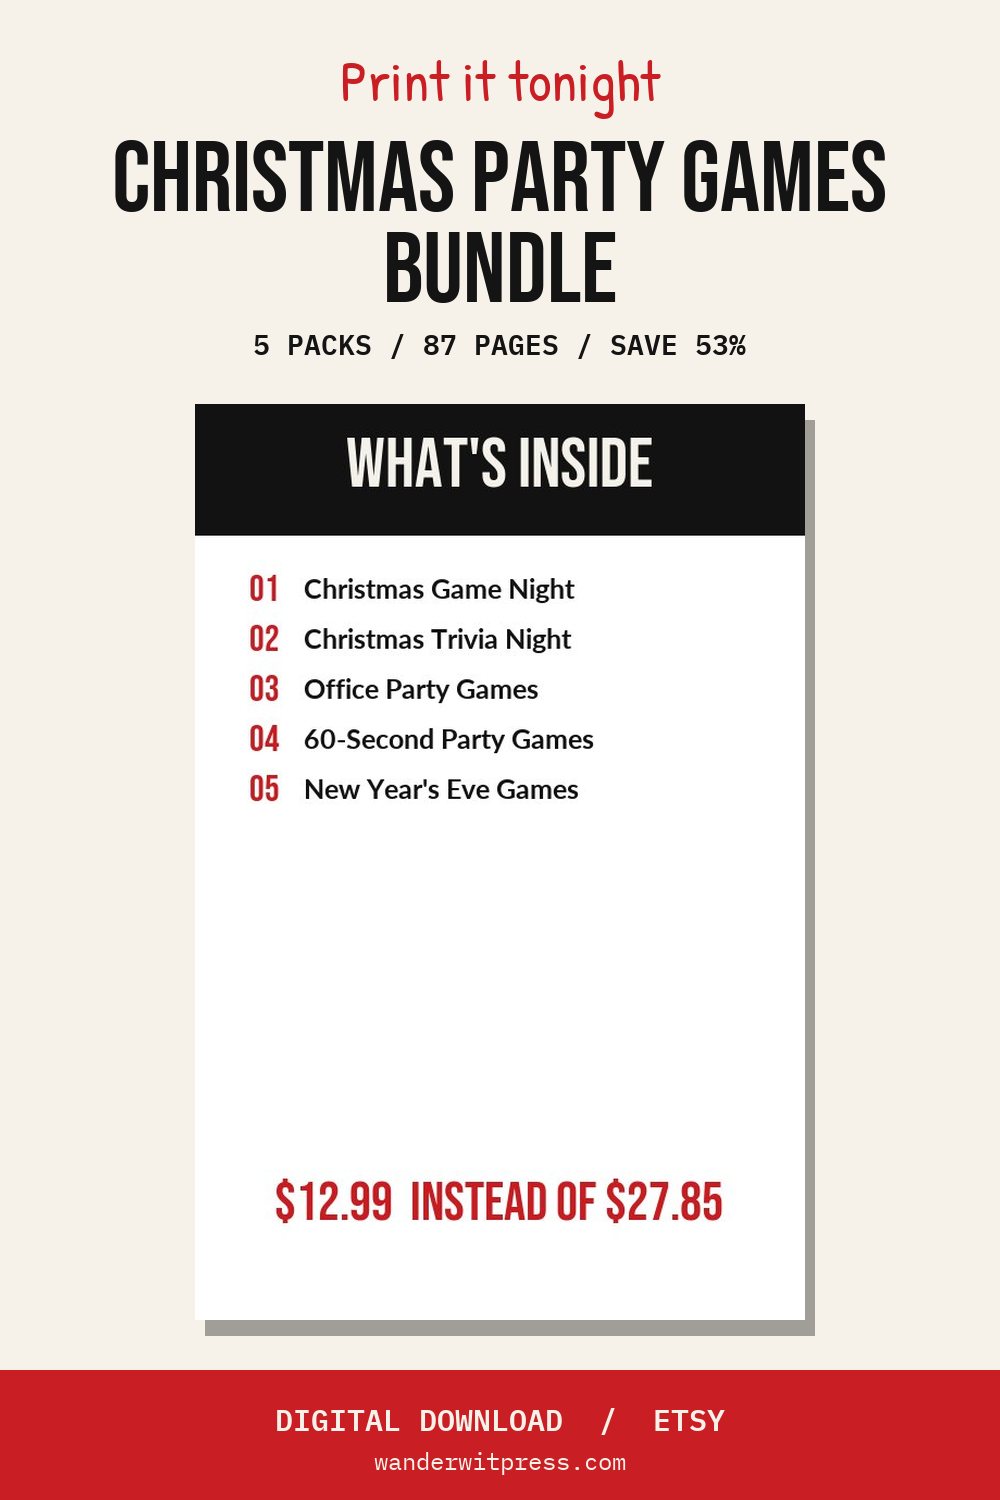 Print it tonight
CHRISTMAS PARTY GAMES
BUNDLE
5 PACKS / 87 PAGES / SAVE 53%
WHAT'S INSIDE
01 Christmas Game Night
02 Christmas Trivia Night
03 Office Party Games
04 60-Second Party Games
05 New Year's Eve Games
$12.99 INSTEAD OF $27.85
DIGITAL DOWNLOAD / ETSY
wanderwitpress.com